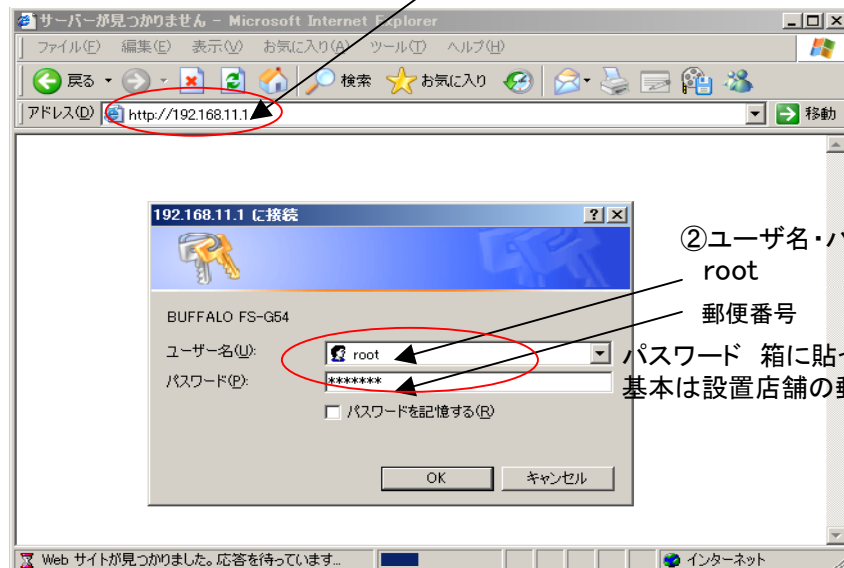 サーバーが見つかりません - Microsoft Internet Explorer
ファイル(F) 編集(E) 表示(V) お気に入り(A) ツール(T) ヘルプ(H)
戻る 検索 お気に入り
アドレス(D) http://192.168.11.1 移動
192.168.11.1 に接続
BUFFALO FS-G54
ユーザー名(U): root
パスワード(P): *******
パスワードを記憶する(R)
OK キャンセル
②ユーザ名・パ
root
郵便番号
パスワード 箱に貼っ
基本は設置店舗の
Web サイトが見つかりました。応答を待っています... インターネット